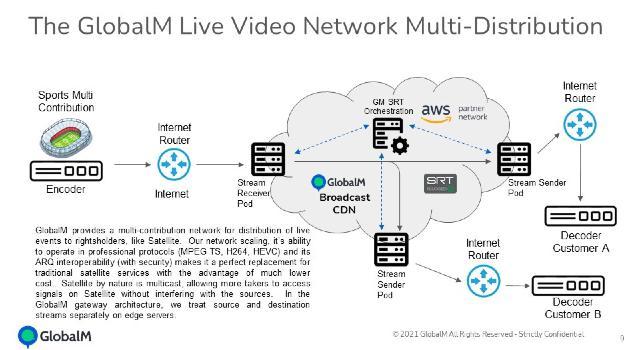 The GlobalM Live Video Network Multi-Distribution
Sports Multi
Contribution
Encoder
Internet
Router
Internet
Stream
Receiver
Pod
GM SRT
Orchestration
aws partner
network
GlobalM
Broadcast
CDN
SRT
Stream Sender
Pod
Internet
Router
Decoder
Customer A
Stream
Sender
Pod
Internet
Router
Decoder
Customer B
GlobalM provides a multi-contribution network for distribution of live
events to rightsholders, like Satellite. Our network scaling, it's ability
to operate in professional protocols (MPEG TS, H264, HEVC) and its
ARQ interoperability (with security) makes it a perfect replacement for
traditional satellite services with the advantage of much lower
cost. Satellite by nature is multicast, allowing more takers to access
signals on Satellite without interfering with the sources. In the
GlobalM gateway architecture, we treat source and destination
streams separately on edge servers.
GlobalM
© 2021 GlobalM All Rights Reserved - Strictly Confidential
9